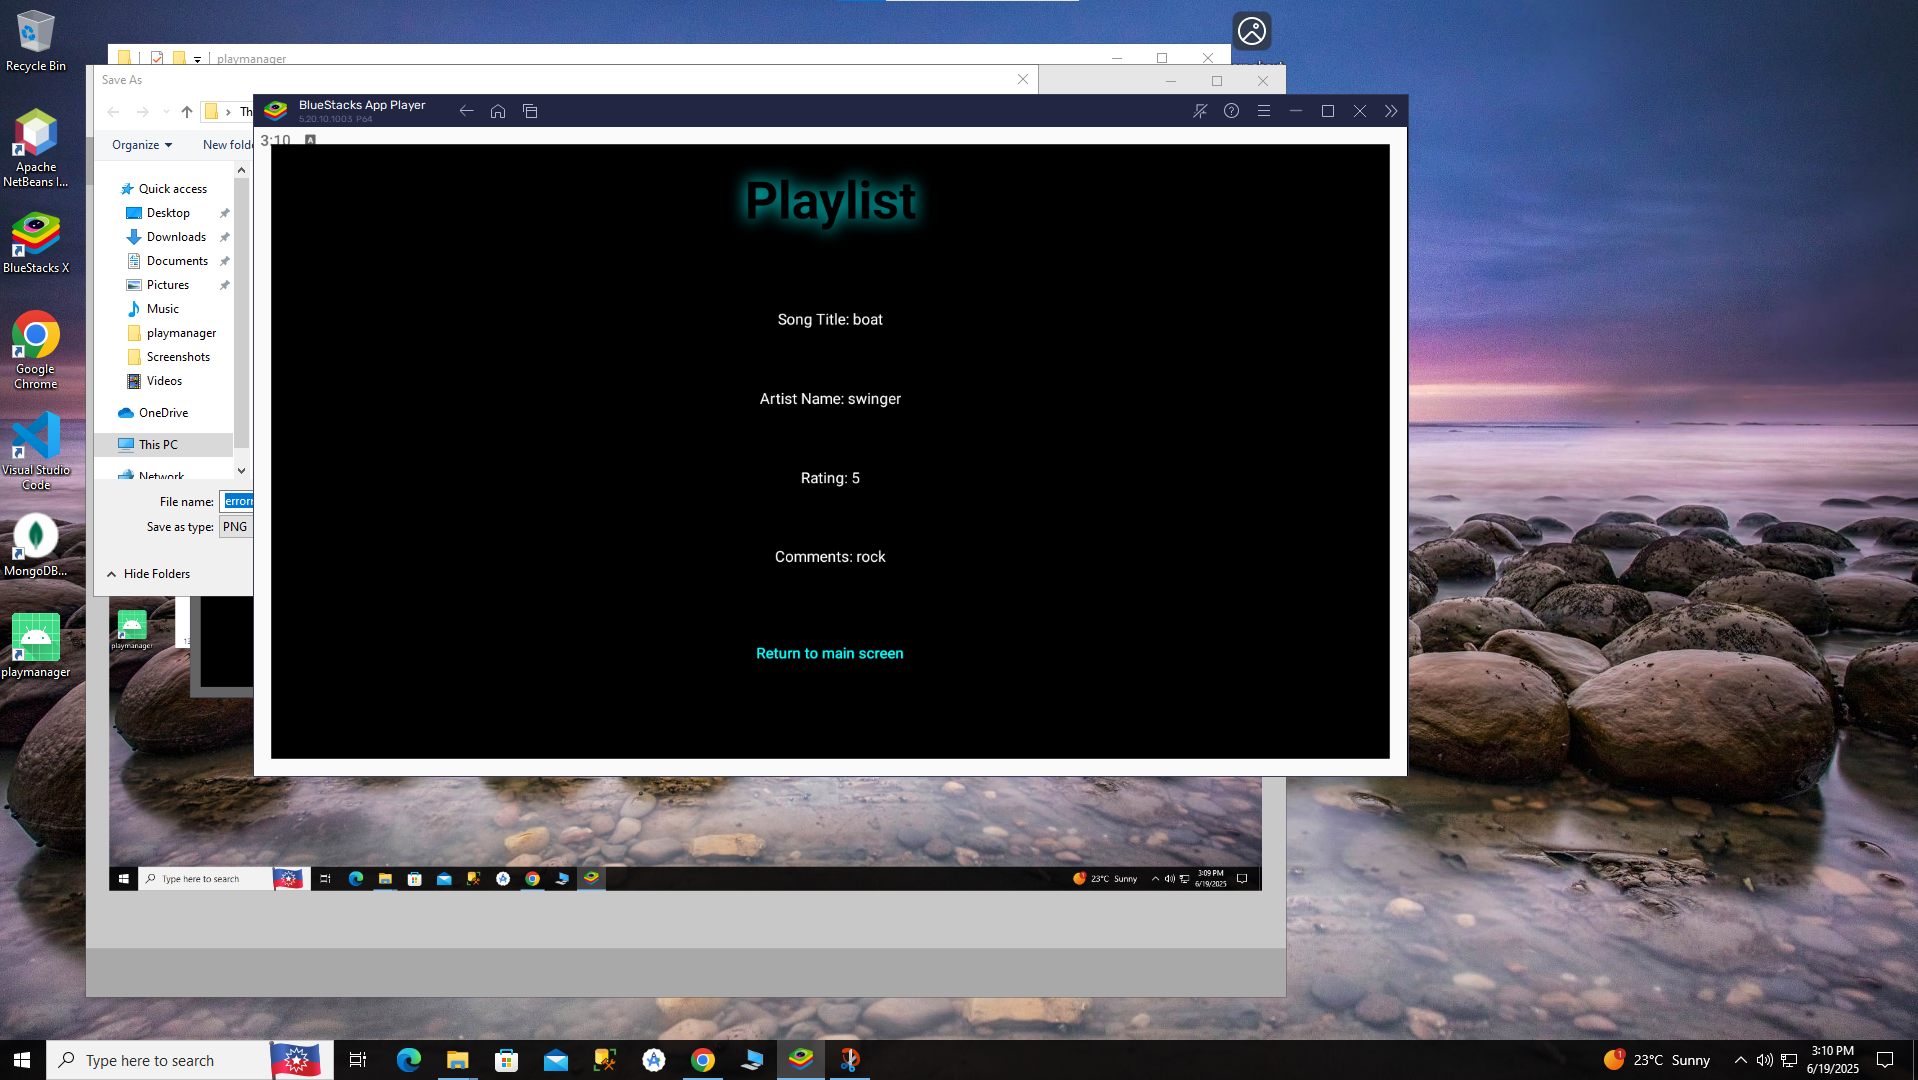 Recycle Bin
Apache
NetBeans I...
BlueStacks X
Google
Chrome
Visual Studio
Code
MongoDB...
playmanager
playmanager
Save As
Organize
New folde
Quick access
Desktop
Downloads
Documents
Pictures
Music
playmanager
Screenshots
Videos
OneDrive
This PC
Network
File name:
Save as type: PNG
Hide Folders
playmanager
BlueStacks App Player
5.20.10.1003 P64
3:10 A
Playlist
Song Title: boat
Artist Name: swinger
Rating: 5
Comments: rock
Return to main screen
Type here to search
23°C Sunny
3:09 PM
6/19/2025
Type here to search
23°C Sunny
3:10 PM
6/19/2025